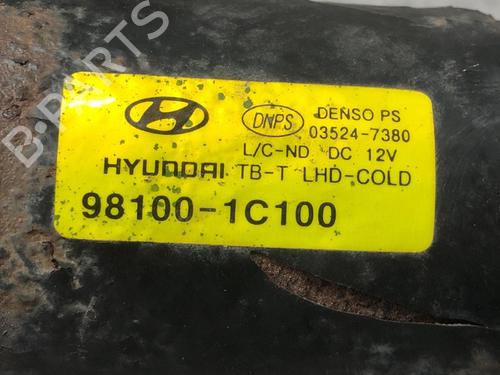 B-PARTS
DNPS DENSO PS
03524-7380
L/C-ND DC 12V
HYUNDAI TB-T LHD-COLD
98100-1C100